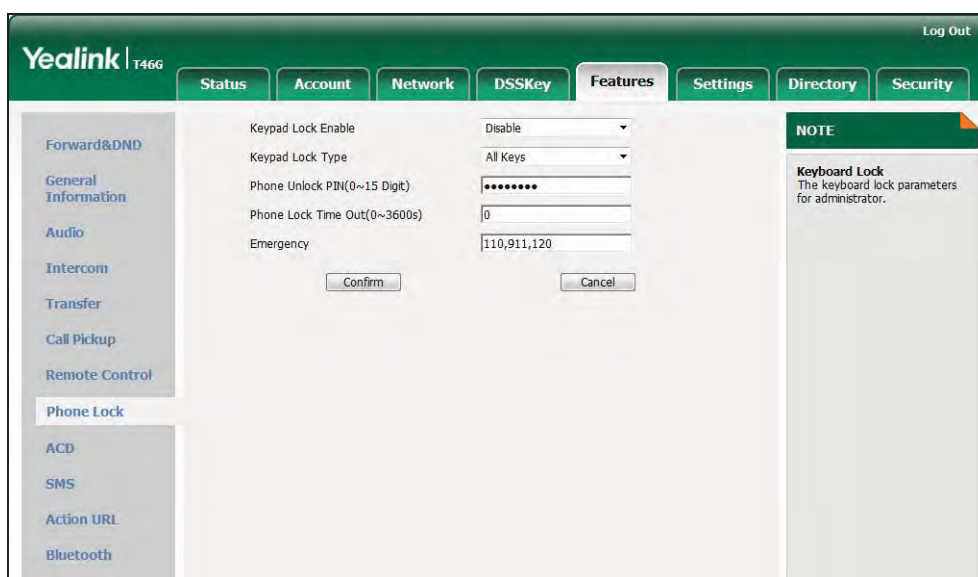 Log Out
Yealink T46G
Status Account Network DSSKey Features Settings Directory Security
Forward&DND
General
Information
Audio
Intercom
Transfer
Call Pickup
Remote Control
Phone Lock
ACD
SMS
Action URL
Bluetooth
Keypad Lock Enable Disable
Keypad Lock Type All Keys
Phone Unlock PIN(0~15 Digit) ••••••••
Phone Lock Time Out(0~3600s) 0
Emergency 110,911,120
Confirm Cancel
NOTE
Keyboard Lock
The keyboard lock parameters
for administrator.